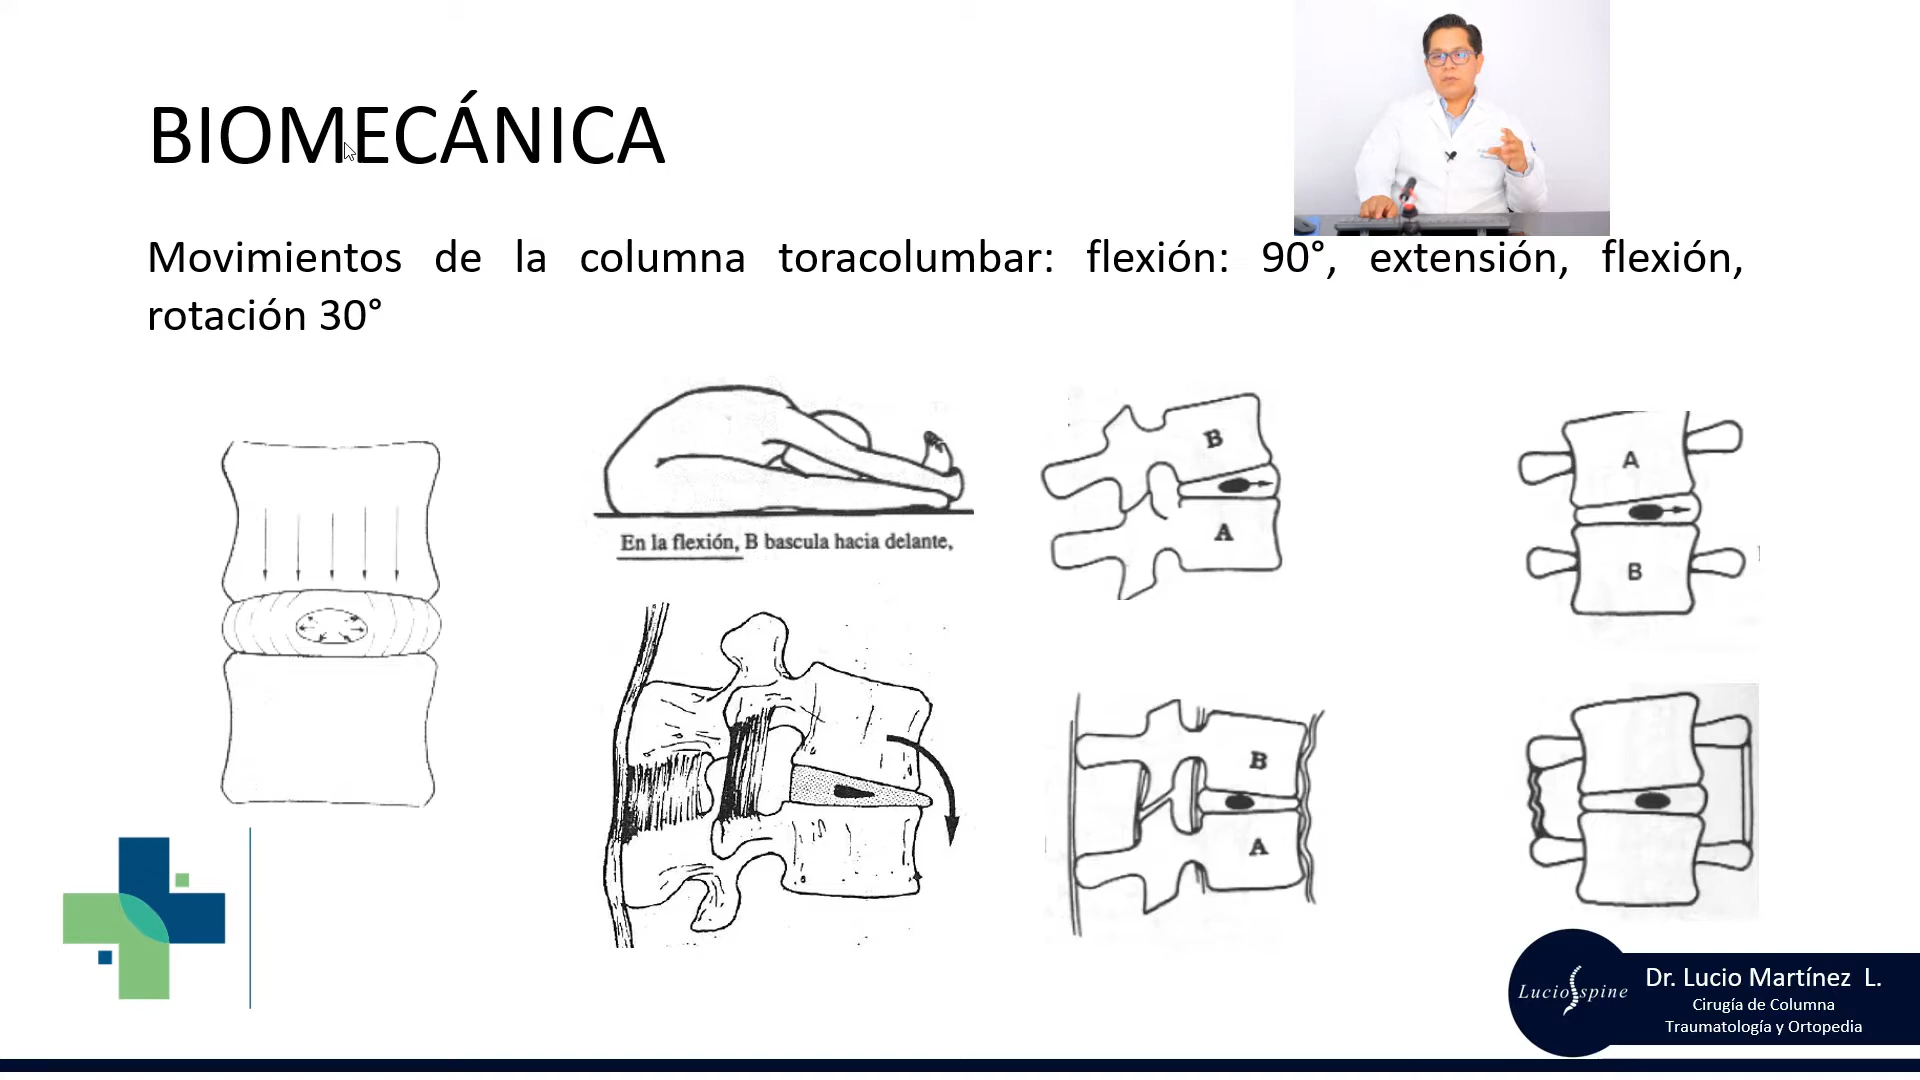 BIOMECÁNICA
Movimientos de la columna toracolumbar: flexión: 90°, extensión, flexión,
rotación 30°
En la flexión, B bascula hacia delante,
B
A
A
B
B
A
Lucio spine
Dr. Lucio Martínez L.
Cirugía de Columna
Traumatología y Ortopedia